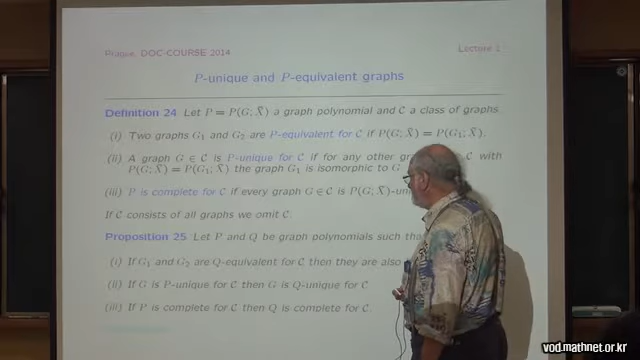 Prague, DOC-COURSE 2014
Lecture 1
P-unique and P-equivalent graphs
Definition 24 Let P = P(G; X̄) a graph polynomial and C a class of graphs
(i) Two graphs G₁ and G₂ are P-equivalent for C if P(G; X̄) = P(G₁; X̄).
(ii) A graph G ∈ C is P-unique for C if for any other C with
P(G; X̄) = P(G₁; X̄) the graph G₁ is isomorphic to G
(iii) P is complete for C if every graph G ∈ C is P(G; X̄)-
If C consists of all graphs we omit C.
Proposition 25 Let P and Q be graph polynomials such
(i) If G₁ and G₂ are Q-equivalent for C then they are also
(ii) If G is P-unique for C then G is Q-unique for C
(iii) If P is complete for C then Q is complete for C.
vod.mathnet.or.kr